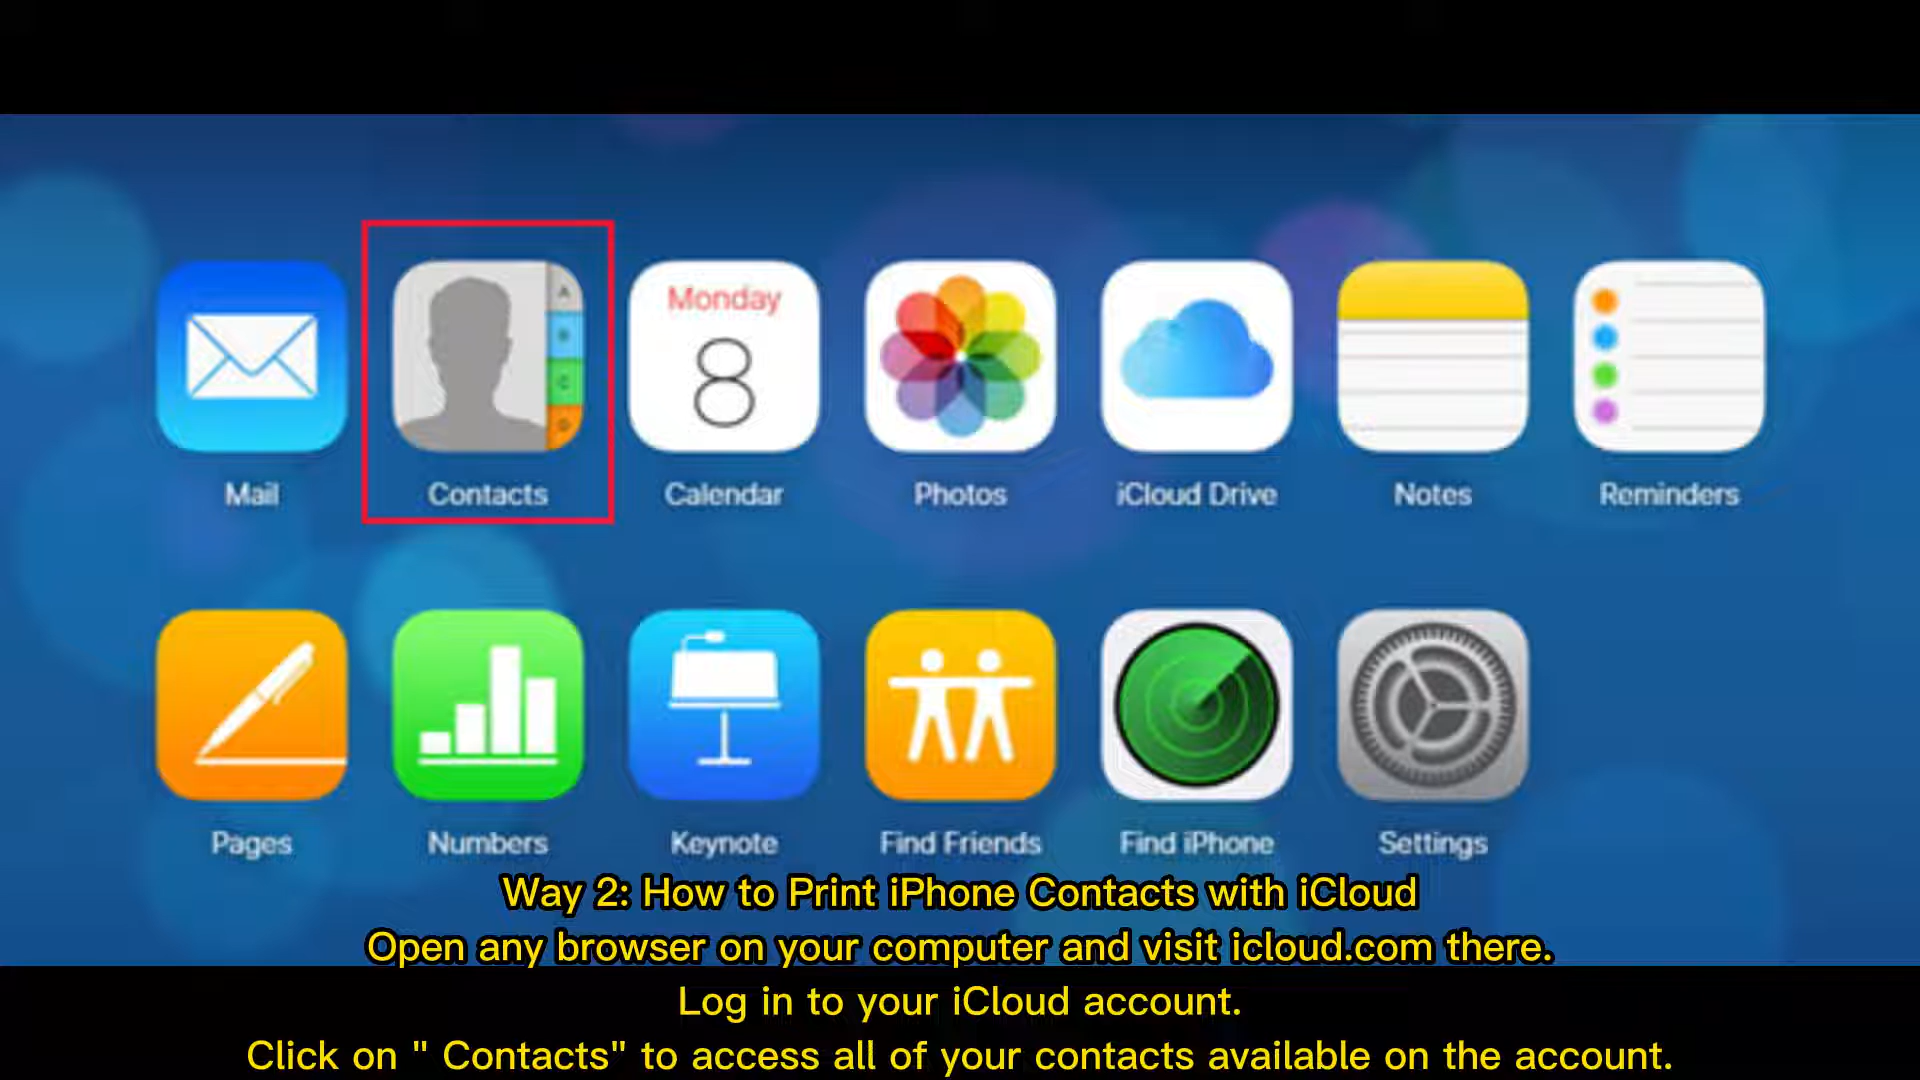 Monday
8
A
B
C
D
Mail
Contacts
Calendar
Photos
iCloud Drive
Notes
Reminders
Pages
Numbers
Keynote
Find Friends
Find iPhone
Settings
Way 2: How to Print iPhone Contacts with iCloud
Open any browser on your computer and visit icloud.com there.
Log in to your iCloud account.
Click on " Contacts" to access all of your contacts available on the account.